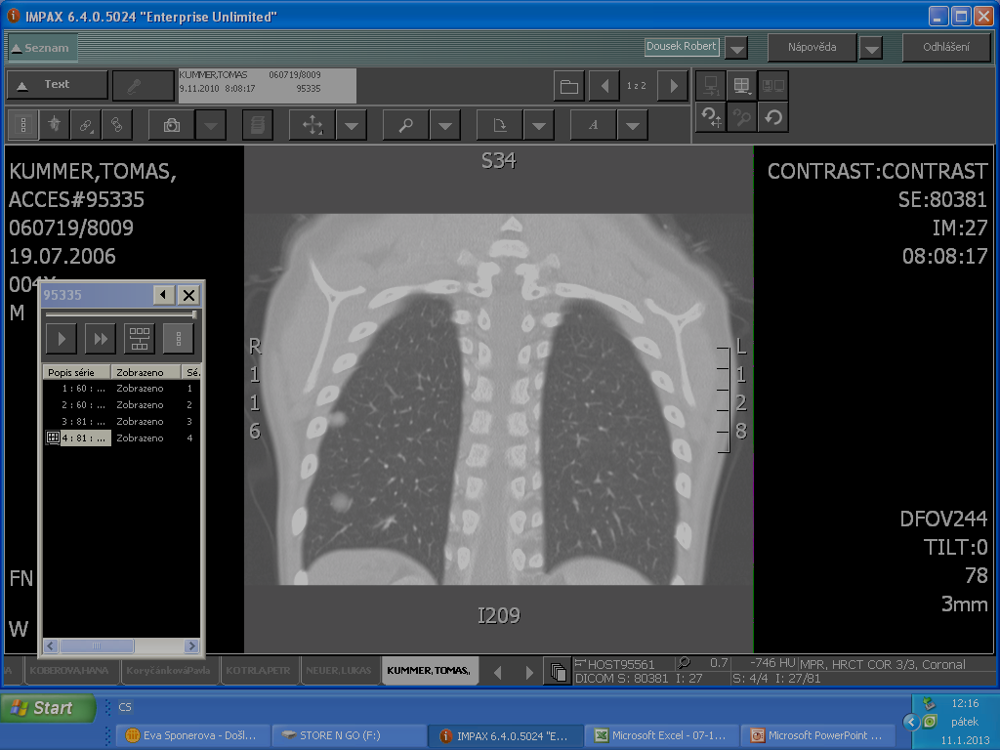 IMPAX 6.4.0.5024 "Enterprise Unlimited"
Seznam
Dousek Robert
Nápověda
Odhlášení
Text
KUMMER,TOMAS 060719/8009
9.11.2010 8:08:17 95335
1 z 2
A
S34
KUMMER,TOMAS,
ACCES#95335
060719/8009
19.07.2006
M
FN
W
CONTRAST:CONTRAST
SE:80381
IM:27
08:08:17
R
1
1
6
L
1
2
8
DFOV244
TILT:0
78
3mm
I209
95335
Popis série Zobrazeno Sé.
1 : 60 : ... Zobrazeno 1
2 : 60 : ... Zobrazeno 2
3 : 81 : ... Zobrazeno 3
4 : 81 : ... Zobrazeno 4
KOBEROVA,HANA
KoryčánkováPavla
KOTRLA,PETR
NEUER,LUKAS
KUMMER,TOMAS,
HOST95561 0.7 -746 HU MPR, HRCT COR 3/3, Coronal
DICOM S: 80381 I: 27 S: 4/4 I: 27/81
Start
CS
Eva Sponerova - Došl...
STORE N GO (F:)
IMPAX 6.4.0.5024 "E...
Microsoft Excel - 07-1...
Microsoft PowerPoint ...
12:16
pátek
11.1.2013